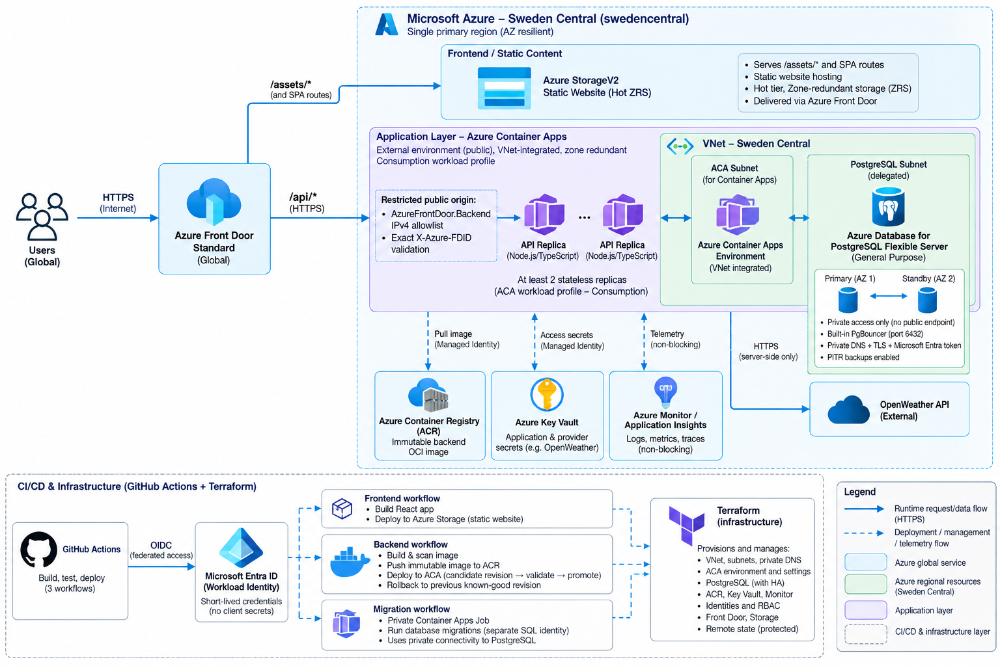 Microsoft Azure – Sweden Central (swedencentral)
Single primary region (AZ resilient)
Frontend / Static Content
Azure StorageV2
Static Website (Hot ZRS)
• Serves /assets/* and SPA routes
• Static website hosting
• Hot tier, Zone-redundant storage (ZRS)
• Delivered via Azure Front Door
/assets/*
(and SPA routes)
Users
(Global)
HTTPS
(Internet)
Azure Front Door
Standard
(Global)
/api/*
(HTTPS)
Application Layer – Azure Container Apps
External environment (public), VNet-integrated, zone redundant
Consumption workload profile
Restricted public origin:
• AzureFrontDoor.Backend
IPv4 allowlist
• Exact X-Azure-FDID
validation
API Replica
(Node.js/TypeScript)
...
API Replica
(Node.js/TypeScript)
At least 2 stateless replicas
(ACA workload profile – Consumption)
VNet – Sweden Central
ACA Subnet
(for Container Apps)
Azure Container Apps
Environment
(VNet integrated)
PostgreSQL Subnet
(delegated)
Azure Database for
PostgreSQL Flexible Server
(General Purpose)
Primary (AZ 1)
Standby (AZ 2)
• Private access only (no public endpoint)
• Built-in PgBouncer (port 6432)
• Private DNS + TLS + Microsoft Entra token
• PITR backups enabled
Pull image
(Managed Identity)
Access secrets
(Managed Identity)
Telemetry
(non-blocking)
HTTPS
(server-side only)
Azure Container Registry
(ACR)
Immutable backend
OCI image
Azure Key Vault
Application & provider
secrets (e.g. OpenWeather)
Azure Monitor /
Application Insights
Logs, metrics, traces
(non-blocking)
OpenWeather API
(External)
CI/CD & Infrastructure (GitHub Actions + Terraform)
GitHub Actions
Build, test, deploy
(3 workflows)
OIDC
(federated access)
Microsoft Entra ID
(Workload Identity)
Short-lived credentials
(no client secrets)
Frontend workflow
• Build React app
• Deploy to Azure Storage (static website)
Backend workflow
• Build & scan image
• Push immutable image to ACR
• Deploy to ACA (candidate revision → validate → promote)
• Rollback to previous known-good revision
Migration workflow
• Private Container Apps Job
• Run database migrations (separate SQL identity)
• Uses private connectivity to PostgreSQL
Terraform
(infrastructure)
Provisions and manages:
• VNet, subnets, private DNS
• ACA environment and settings
• PostgreSQL (with HA)
• ACR, Key Vault, Monitor
• Identities and RBAC
• Front Door, Storage
• Remote state (protected)
Legend
Runtime request/data flow
(HTTPS)
Deployment / management
/ telemetry flow
Azure global service
Azure regional resources
(Sweden Central)
Application layer
CI/CD & infrastructure layer